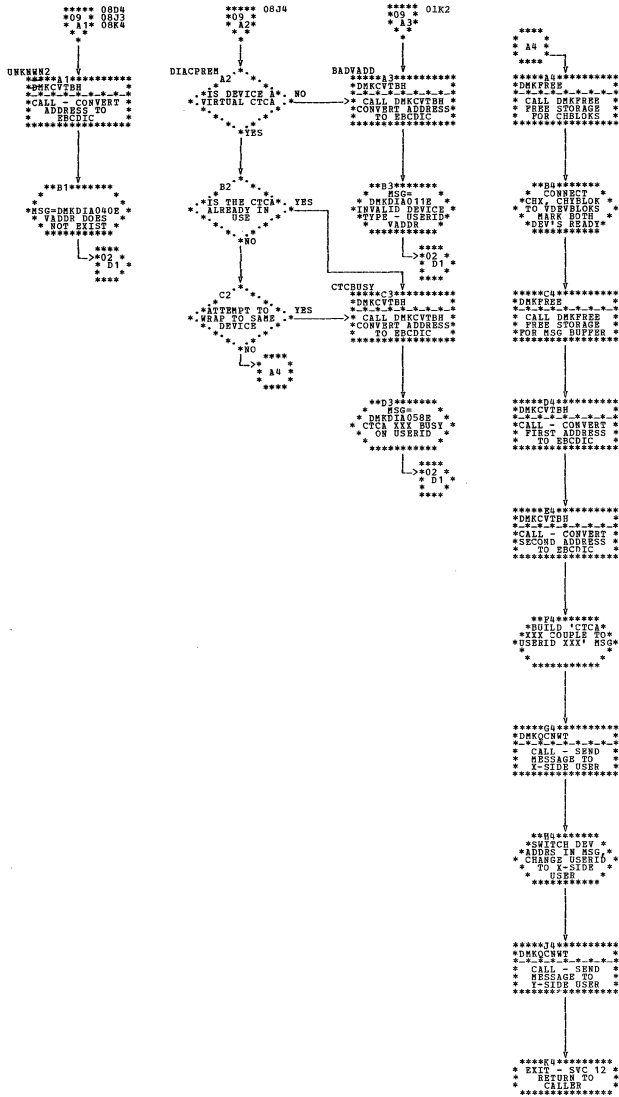 08D4
*09 * 08J3
* A1* 08K4
UNKNWN2
*****A1**********
*DMKCVTBH *
*-*-*-*-*-*-*-*-*
*CALL - CONVERT *
* ADDRESS TO *
* EBCDIC *
*****************
**B1*******
*MSG=DMKDIA040E*
* VADDR DOES *
* NOT EXIST *
***********
****
->*02 *
* D1 *
****
***** 08J4
*09 *
* A2*
DIACPREM
A2
*IS DEVICE A*
*.VIRTUAL CTCA.* NO
*YES
B2
*IS THE CTCA*
*.ALREADY IN.* YES
USE
*NO
C2
*ATTEMPT TO*
*.WRAP TO SAME.* YES
DEVICE
*NO
****
->* A4 *
****
***** 01K2
*09 *
* A3*
BADVADD
*****A3**********
*DMKCVTBH *
*-*-*-*-*-*-*-*-*
* CALL DMKCVTBH *
*CONVERT ADDRESS*
* TO EBCDIC *
*****************
**B3*******
* MSG= *
* DMKDIA011E *
*INVALID DEVICE *
*TYPE - USERID*
* VADDR *
***********
****
->*02 *
* D1 *
****
CTCBUSY
*****C3**********
*DMKCVTBH *
*-*-*-*-*-*-*-*-*
* CALL DMKCVTBH *
*CONVERT ADDRESS*
* TO EBCDIC *
*****************
**D3*******
* MSG= *
* DMKDIA058E *
* CTCA XXX BUSY *
* ON USERID *
***********
****
->*02 *
* D1 *
****
****
* A4 *
****
*****A4**********
*DMKFREE *
*-*-*-*-*-*-*-*-*
* CALL DMKFREE *
* FREE STORAGE *
* FOR CHBLOKS *
*****************
**B4*******
* CONNECT *
* CHX, CHYBLOK *
*TO VDEVBLOKS *
* MARK BOTH *
* DEV'S READY*
***********
*****C4**********
*DMKFREE *
*-*-*-*-*-*-*-*-*
* CALL DMKFREE *
* FREE STORAGE *
*FOR MSG BUFFER *
*****************
*****D4**********
*DMKCVTBH *
*-*-*-*-*-*-*-*-*
*CALL - CONVERT *
* FIRST ADDRESS *
* TO EBCDIC *
*****************
*****E4**********
*DMKCVTBH *
*-*-*-*-*-*-*-*-*
*CALL - CONVERT *
*SECOND ADDRESS *
* TO EBCDIC *
*****************
**F4*******
*BUILD 'CTCA*
*XXX COUPLE TO*
*USERID XXX' MSG*
***********
*****G4**********
*DMKQCNWT *
*-*-*-*-*-*-*-*-*
* CALL - SEND *
* MESSAGE TO *
* X-SIDE USER *
*****************
**H4*******
*SWITCH DEV *
*ADDRS IN MSG,*
* CHANGE USERID *
* TO X-SIDE *
* USER *
***********
*****J4**********
*DMKQCNWT *
*-*-*-*-*-*-*-*-*
* CALL - SEND *
* MESSAGE TO *
* Y-SIDE USER *
*****************
*****K4*********
* EXIT - SVC 12 *
* RETURN TO *
* CALLER *
***************